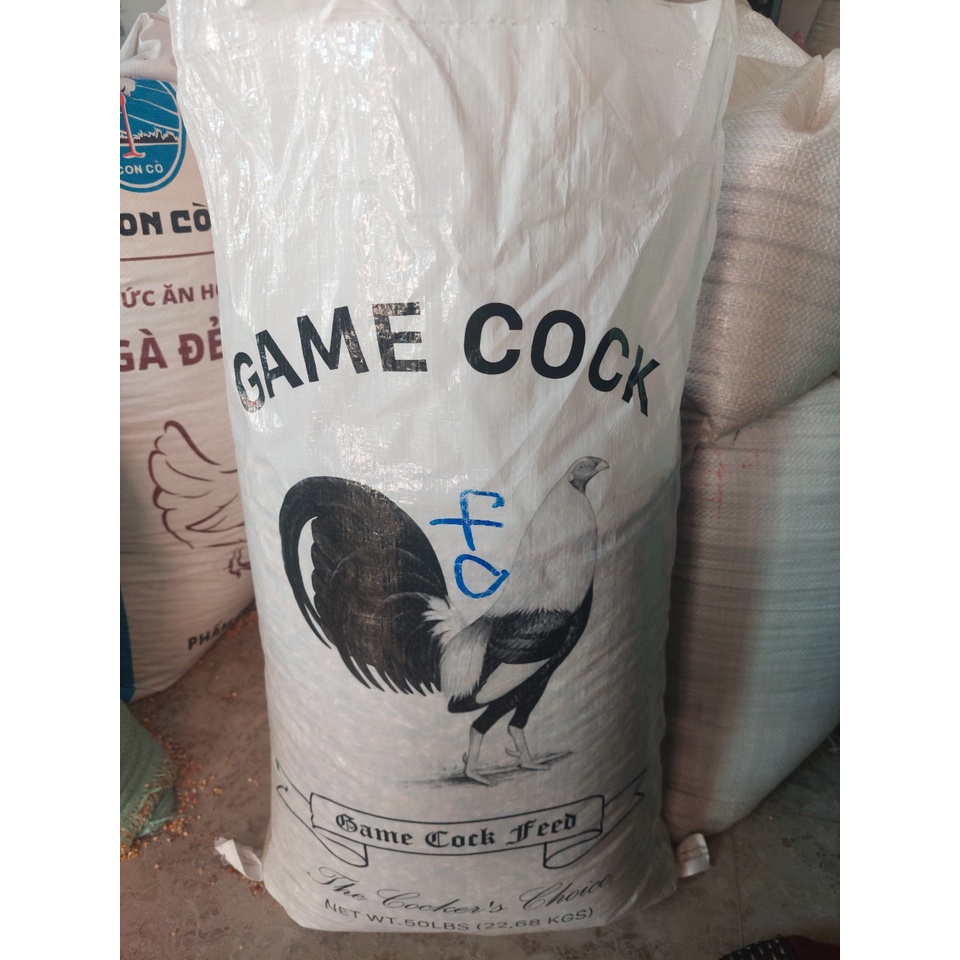 CON CÒ
ON CÒ
ỨC ĂN H
GÀ ĐẺ
GAME COCK
40
Game Cock Feed
The Cocker's Choice
NET WT.50LBS (22,68 KGS)